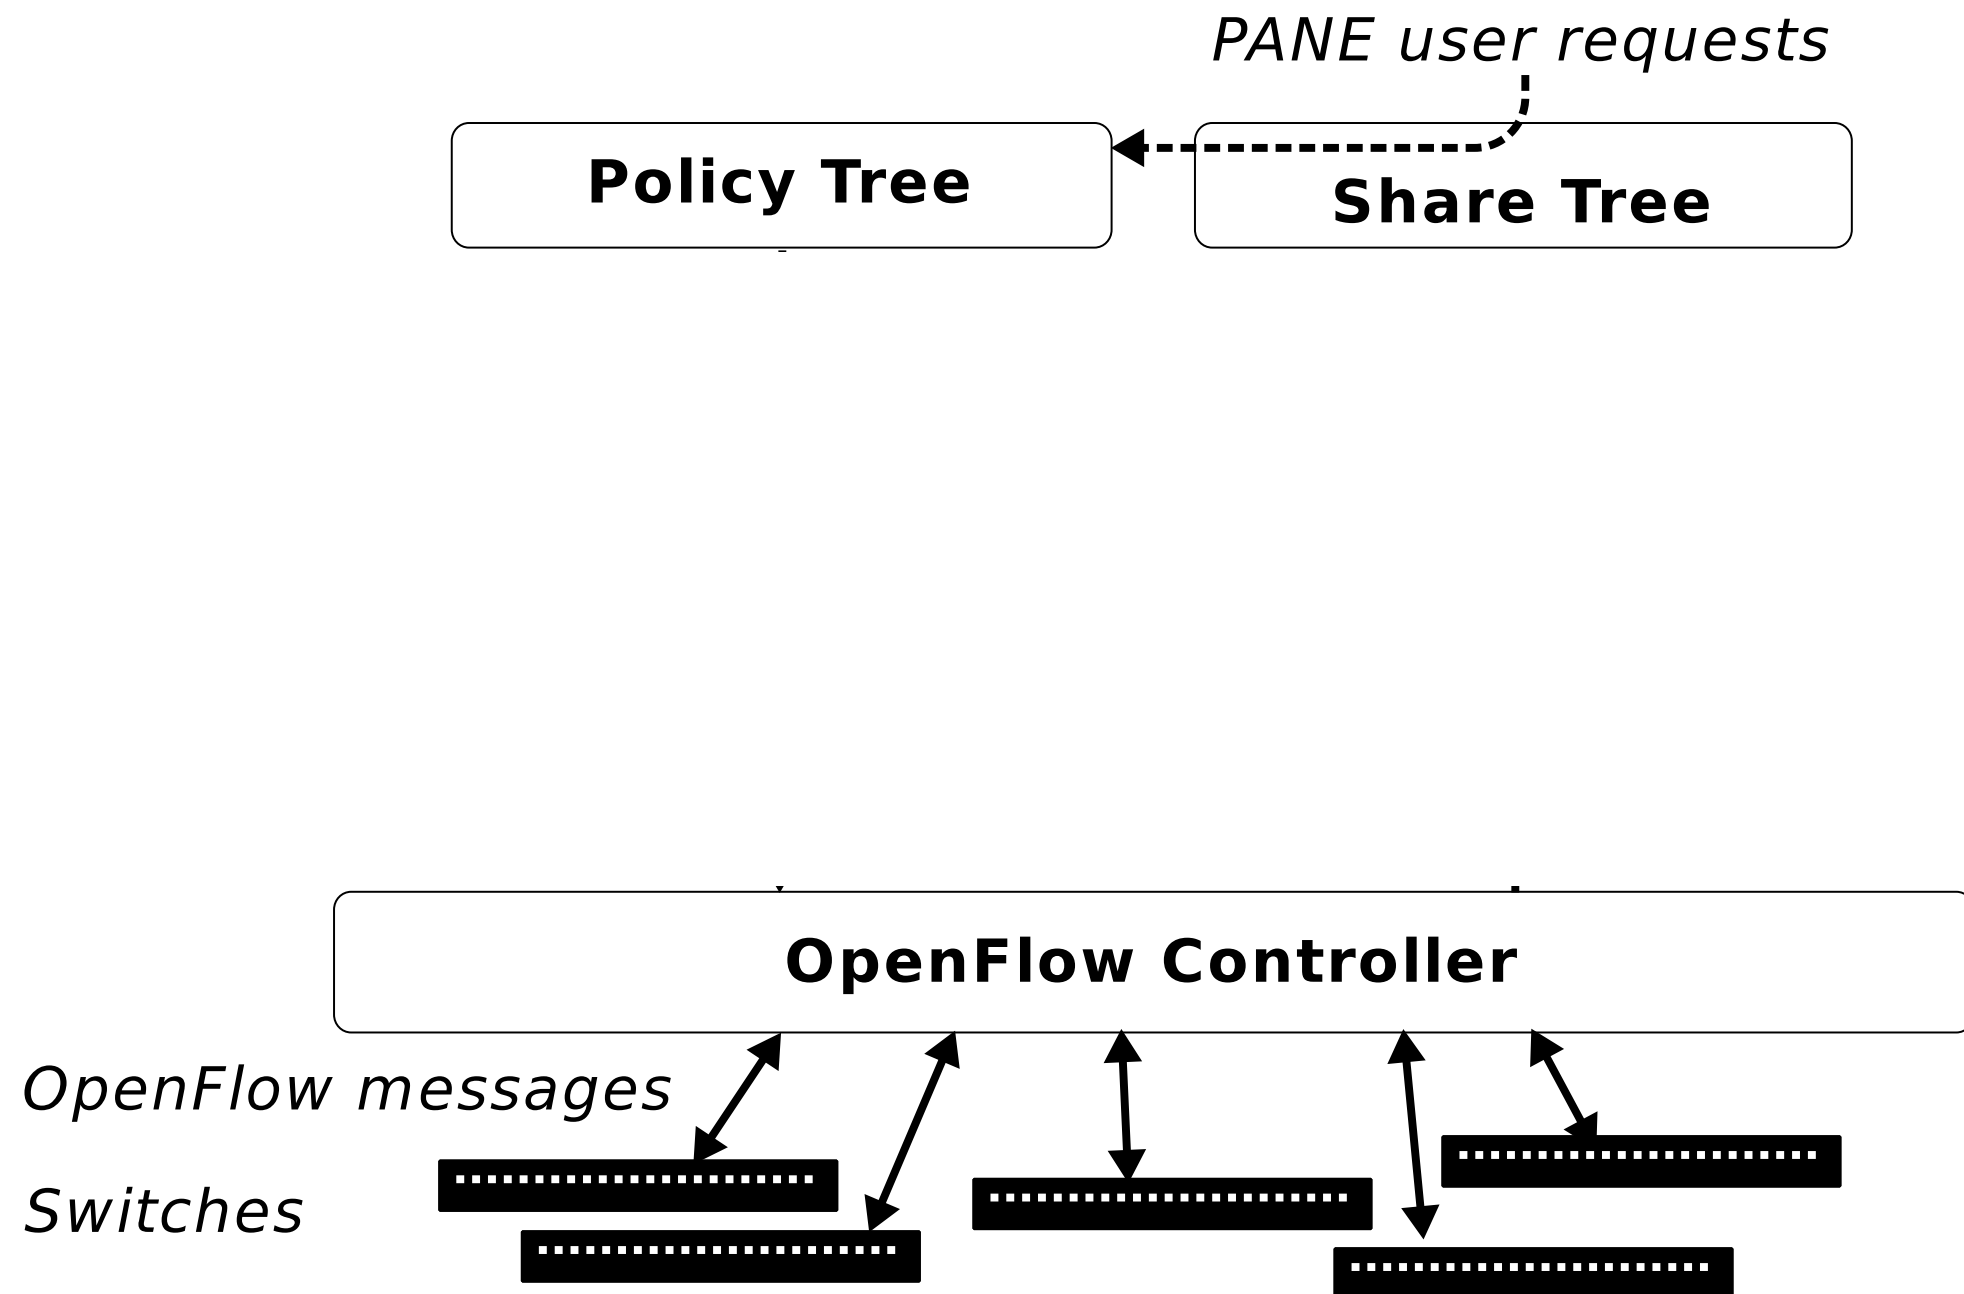 PANE user requests
Policy Tree
Share Tree
OpenFlow Controller
OpenFlow messages
Switches